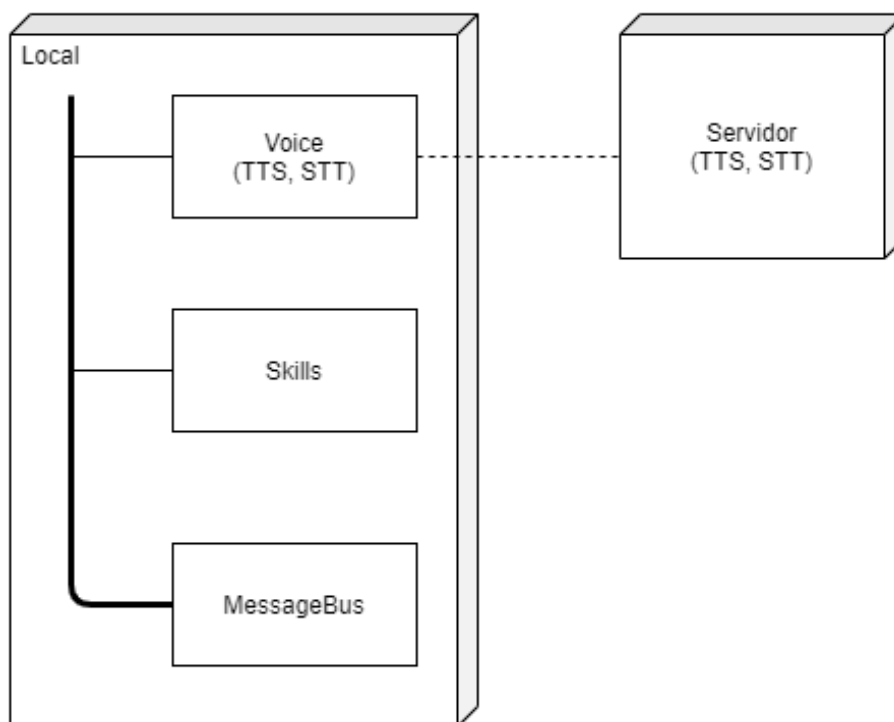 Local
Voice
(TTS, STT)
Servidor
(TTS, STT)
Skills
MessageBus